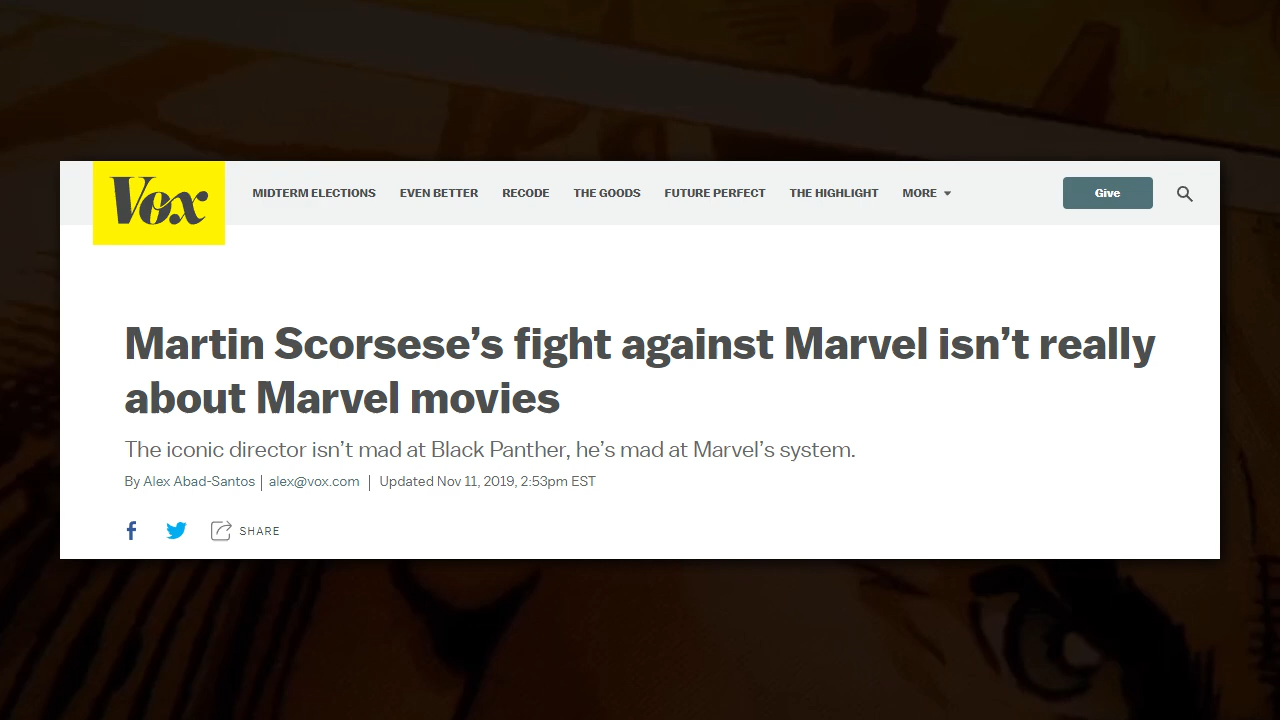 Vox
MIDTERM ELECTIONS EVEN BETTER RECODE THE GOODS FUTURE PERFECT THE HIGHLIGHT MORE Give
Martin Scorsese’s fight against Marvel isn’t really
about Marvel movies
The iconic director isn’t mad at Black Panther, he’s mad at Marvel’s system.
By Alex Abad-Santos | alex@vox.com | Updated Nov 11, 2019, 2:53pm EST
SHARE